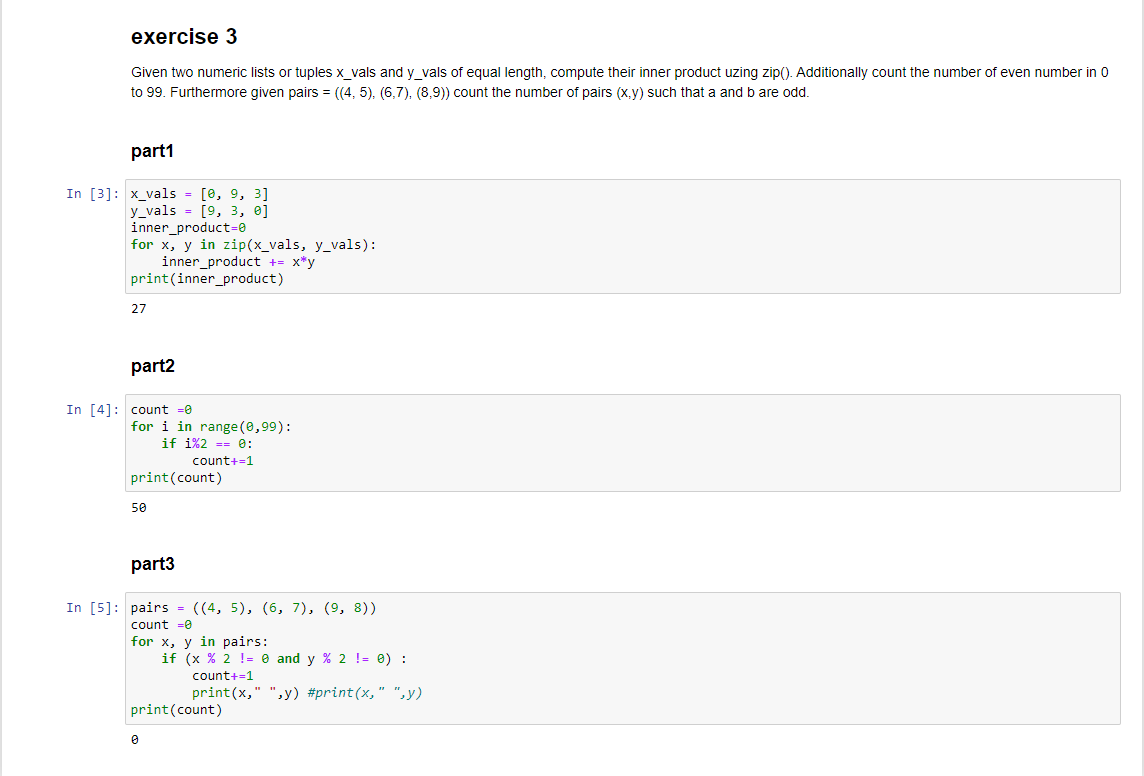 exercise 3
Given two numeric lists or tuples x_vals and y_vals of equal length, compute their inner product uzing zip(). Additionally count the number of even number in 0
to 99. Furthermore given pairs = ((4, 5), (6,7), (8,9)) count the number of pairs (x,y) such that a and b are odd.
part1
In [3]: x_vals = [0, 9, 3]
y_vals = [9, 3, 0]
inner_product=0
for x, y in zip(x_vals, y_vals):
    inner_product += x*y
print(inner_product)
27
part2
In [4]: count =0
for i in range(0,99):
    if i%2 == 0:
        count+=1
print(count)
50
part3
In [5]: pairs = ((4, 5), (6, 7), (9, 8))
count =0
for x, y in pairs:
    if (x % 2 != 0 and y % 2 != 0) :
        count+=1
        print(x," ",y) #print(x," ",y)
print(count)
0